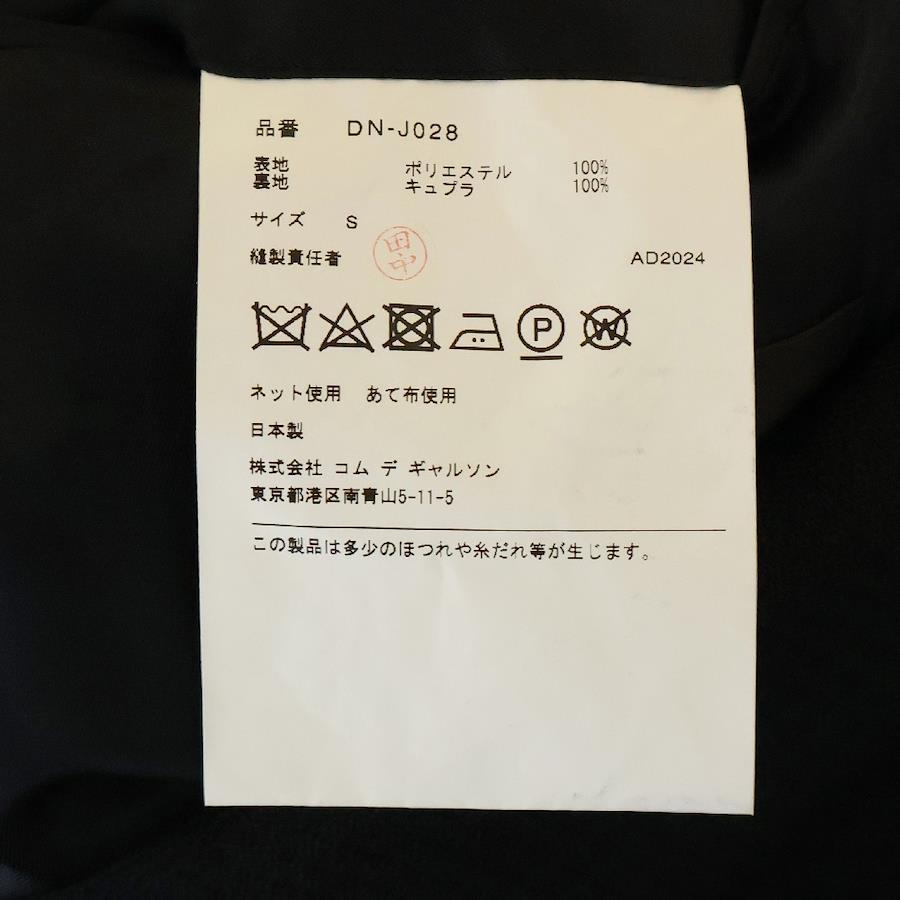 品番 DN-J028
表地 ポリエステル 100%
裏地 キュプラ 100%
サイズ S
縫製責任者 田中 AD2024
P W
ネット使用 あて布使用
日本製
株式会社 コム デ ギャルソン
東京都港区南青山5-11-5
この製品は多少のほつれや糸だれ等が生じます。